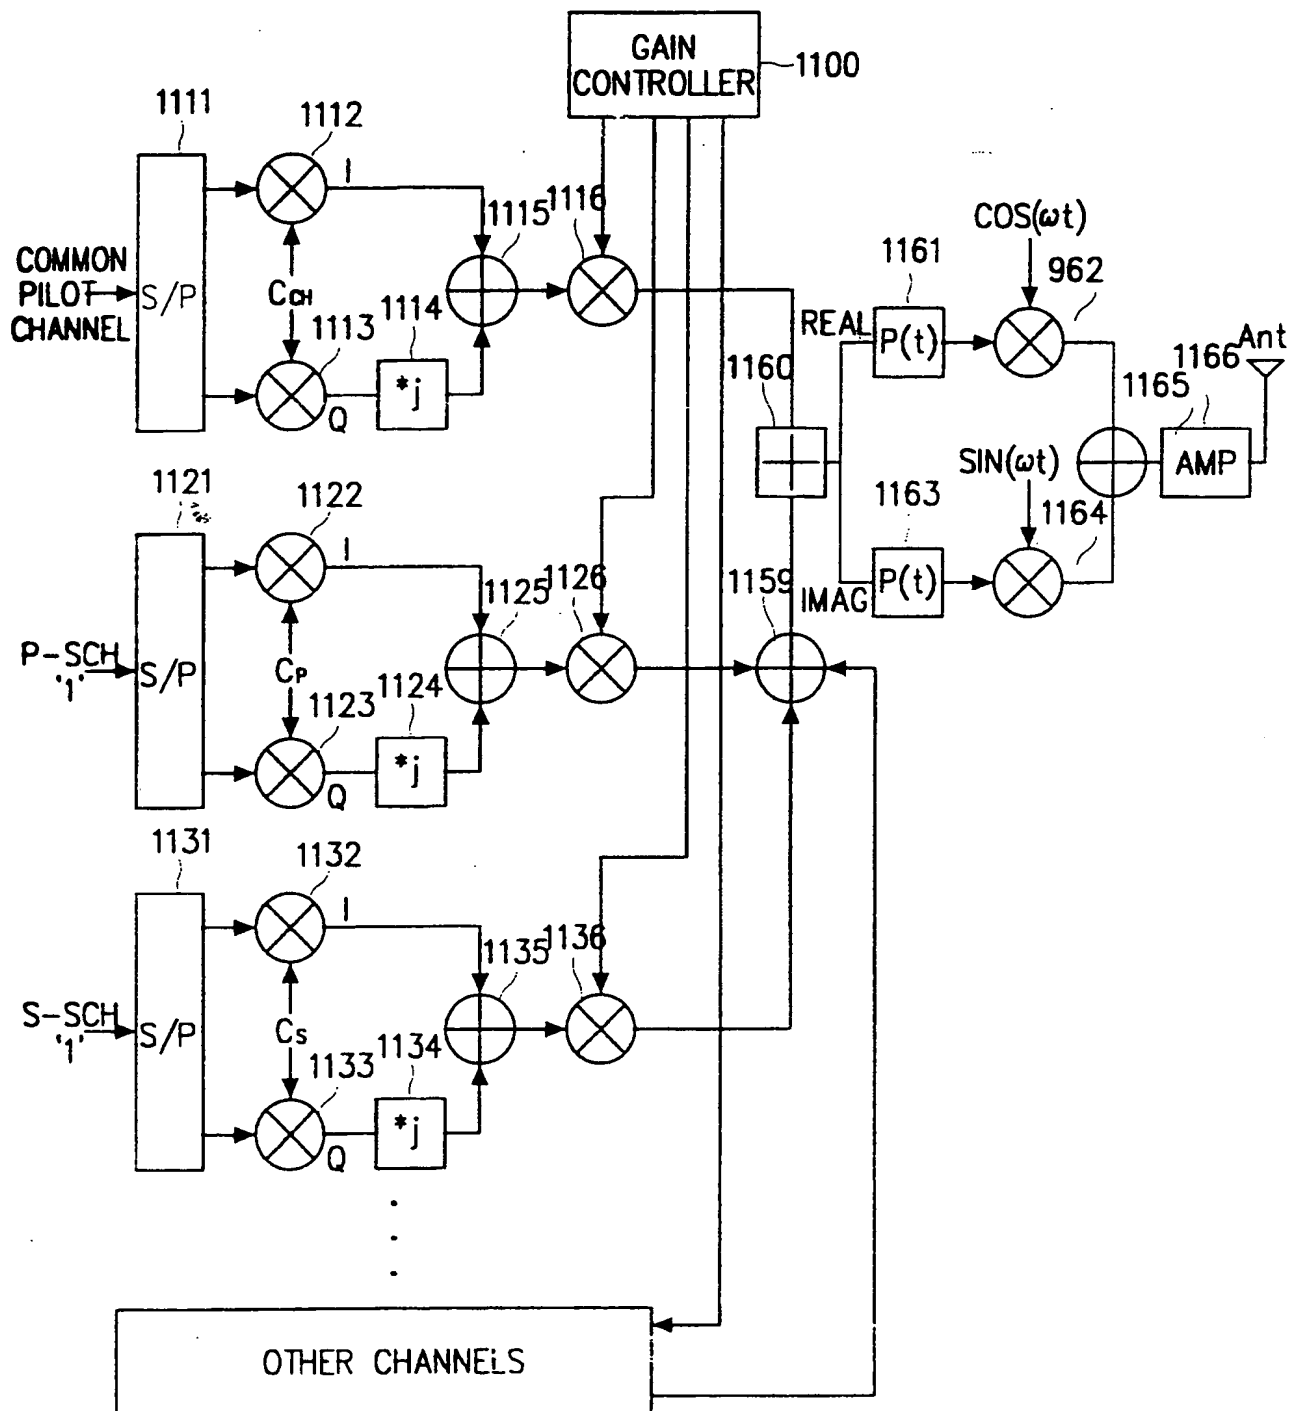 GAIN
CONTROLLER
1100
1111
1112
I
1115
1116
COMMON
PILOT
CHANNEL
S/P
CCH
1113
1114
*j
Q
COS(ωt)
1161
962
REAL
P(t)
1160
Ant
1166
1165
AMP
SIN(ωt)
1163
1164
IMAG
P(t)
1159
1121
1122
I
1125
1126
P-SCH
'1'
S/P
CP
1123
1124
*j
Q
1131
1132
I
1135
1136
S-SCH
'1'
S/P
CS
1133
1134
*j
Q
OTHER CHANNELS